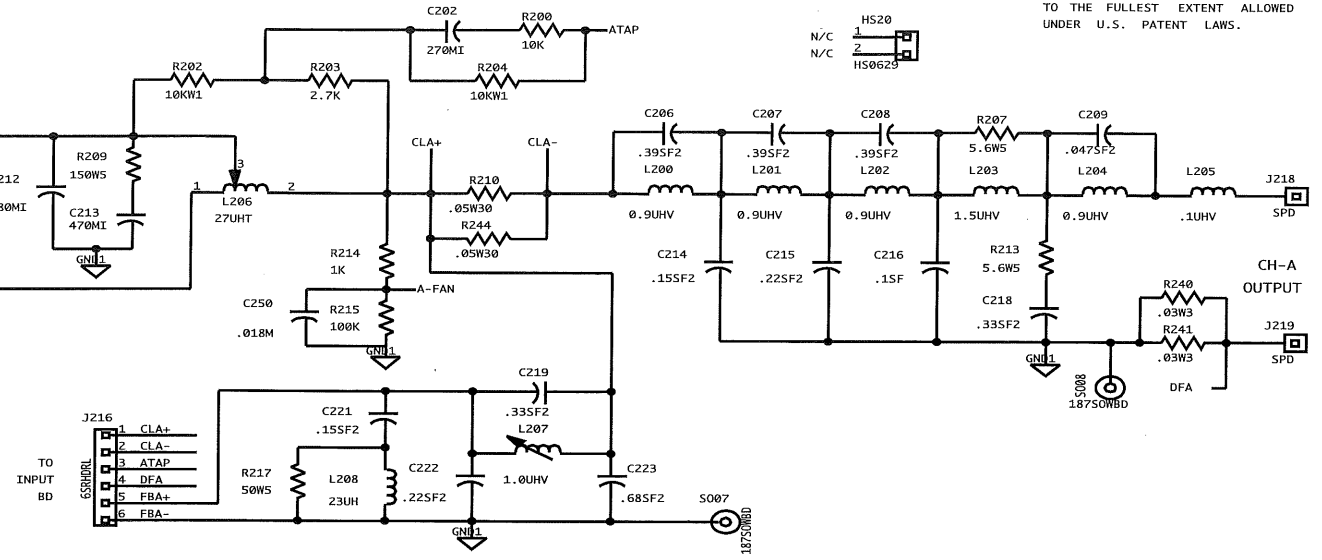 C202
R200
ATAP
270MI
10K
HS20
TO THE FULLEST EXTENT ALLOWED
UNDER U.S. PATENT LAWS.
N/C 1
N/C 2
HS0629
R202
10KW1
R203
2.7K
R204
10KW1
212
80MI
R209
150W5
C213
470MI
GND1
1
3
2
L206
27UHT
CLA+
CLA-
R210
.05W30
R244
.05W30
C206
.39SF2
C207
.39SF2
C208
.39SF2
R207
5.6W5
C209
.047SF2
L200
0.9UHV
L201
0.9UHV
L202
0.9UHV
L203
1.5UHV
L204
0.9UHV
L205
.1UHV
J218
SPD
R214
1K
A-FAN
C250
.018M
R215
100K
GND1
C214
.15SF2
C215
.22SF2
C216
.1SF
R213
5.6W5
C218
.33SF2
GND1
CH-A
OUTPUT
R240
.03W3
R241
.03W3
J219
SPD
DFA
SO08
187SOWBD
C219
.33SF2
C221
.15SF2
L207
1.0UHV
J216
TO
INPUT
BD
6SRHDRL
1 CLA+
2 CLA-
3 ATAP
4 DFA
5 FBA+
6 FBA-
R217
50W5
L208
23UH
C222
.22SF2
C223
.68SF2
GND1
SO07
187SOWBD